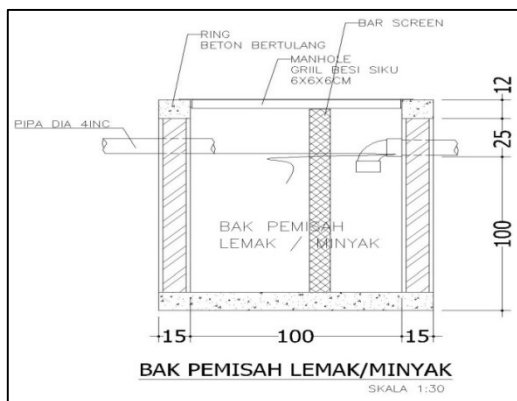 RING
BETON BERTULANG
BAR SCREEN
MANHOLE
GRIIL BESI SIKU
6X6X6CM
PIPA DIA 4INC
12
25
100
BAK PEMISAH
LEMAK / MINYAK
15
100
15
BAK PEMISAH LEMAK/MINYAK
SKALA 1:30